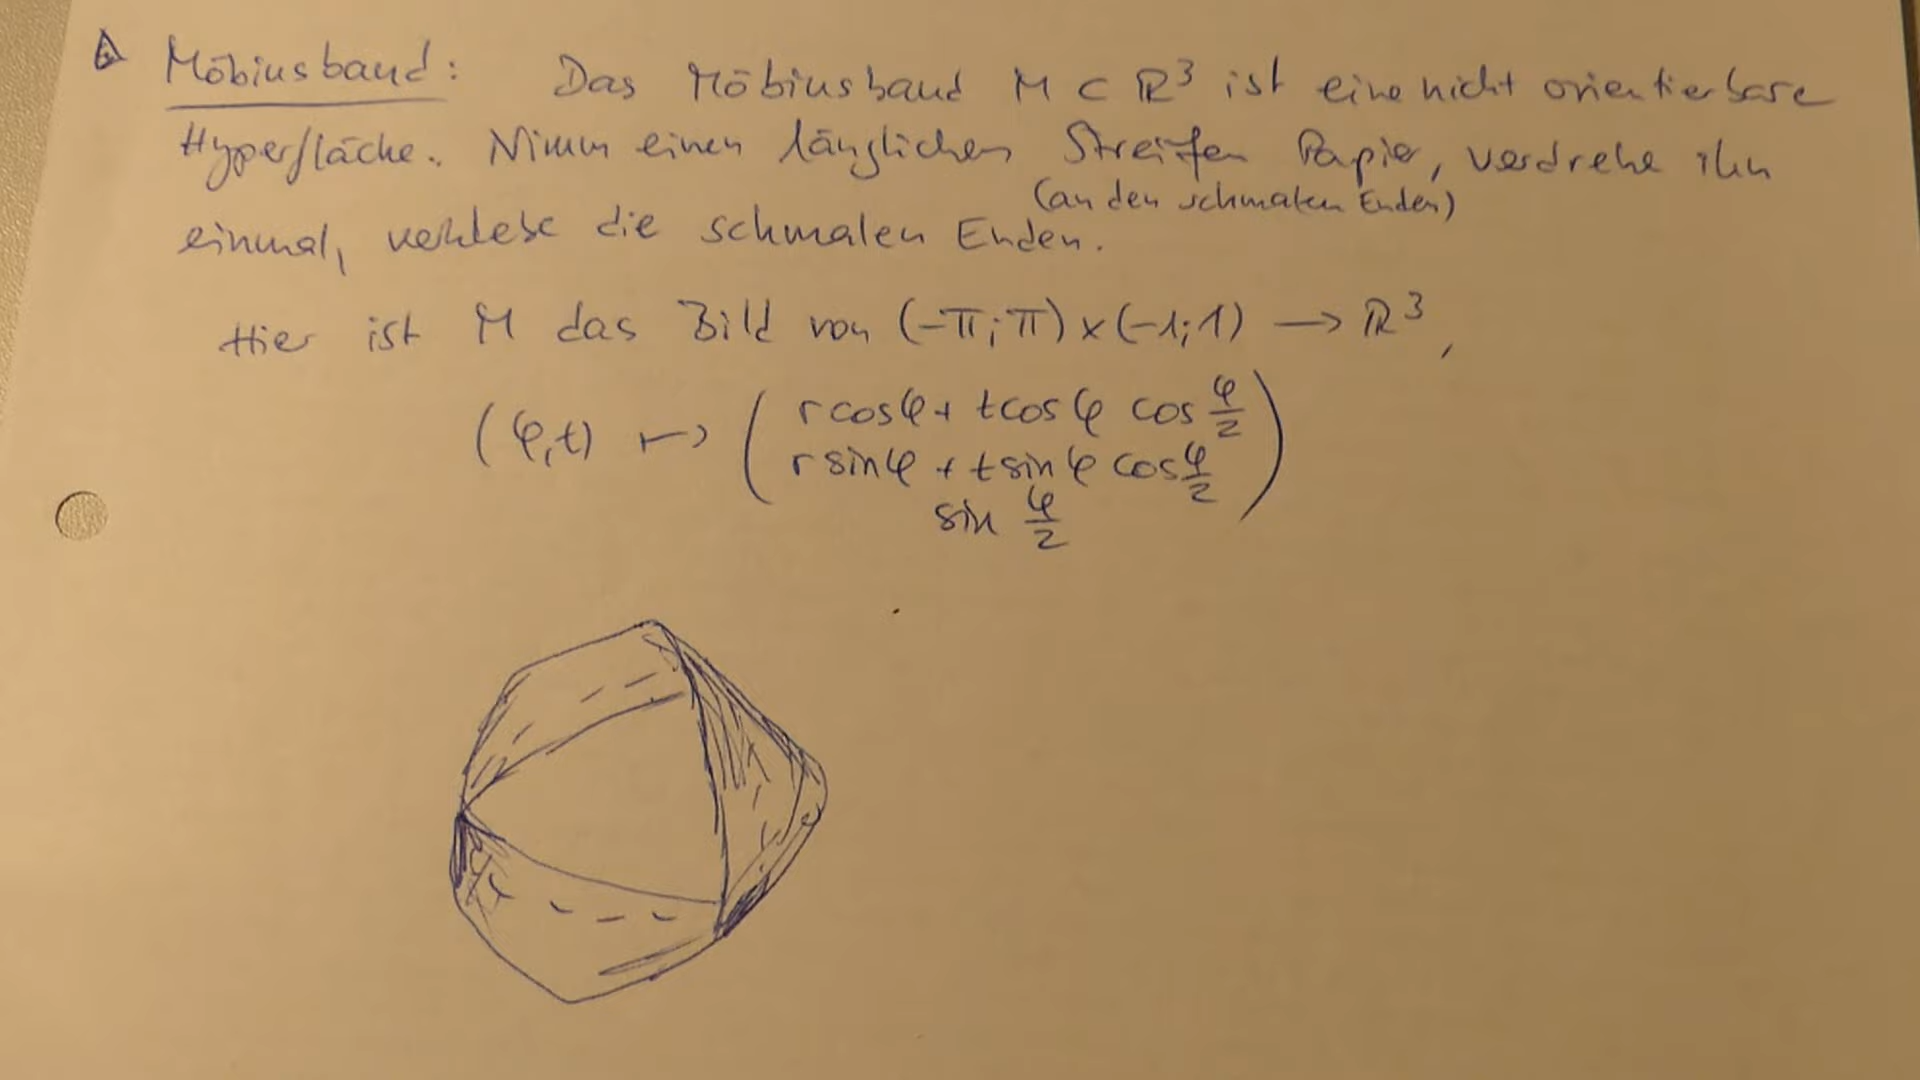 Möbiusband: Das Möbiusband M ⊂ ℝ³ ist eine nicht orientierbare
Hyperfläche. Nimm einen länglichen Streifen Papier, verdrehe ihn
(an den schmalen Enden)
einmal, verklebe die schmalen Enden.
Hier ist M das Bild von (-π;π) × (-1;1) → ℝ³,
(φ,t) ↦ ( r cos φ + t cos φ cos φ/2
r sin φ + t sin φ cos φ/2
sin φ/2 )